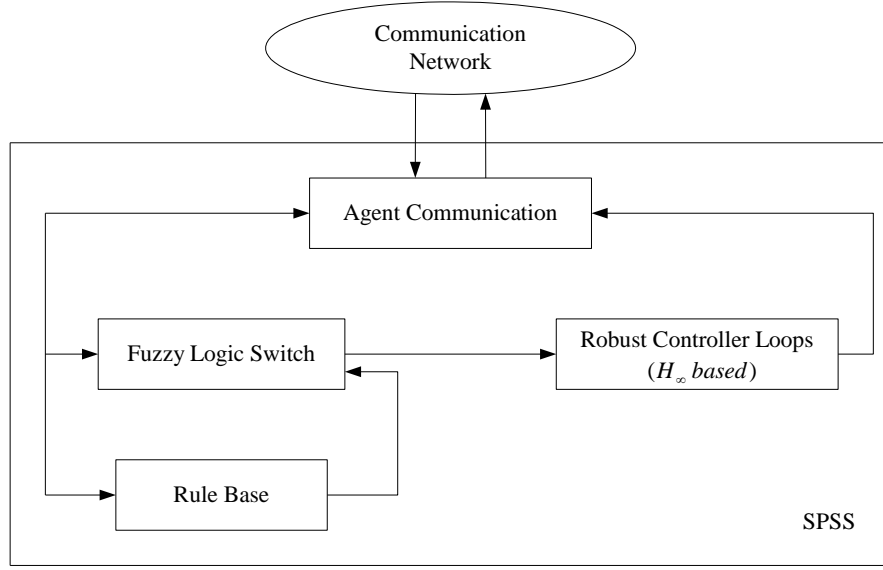 Communication
Network
Agent Communication
Fuzzy Logic Switch
Robust Controller Loops
(H∞ based)
Rule Base
SPSS